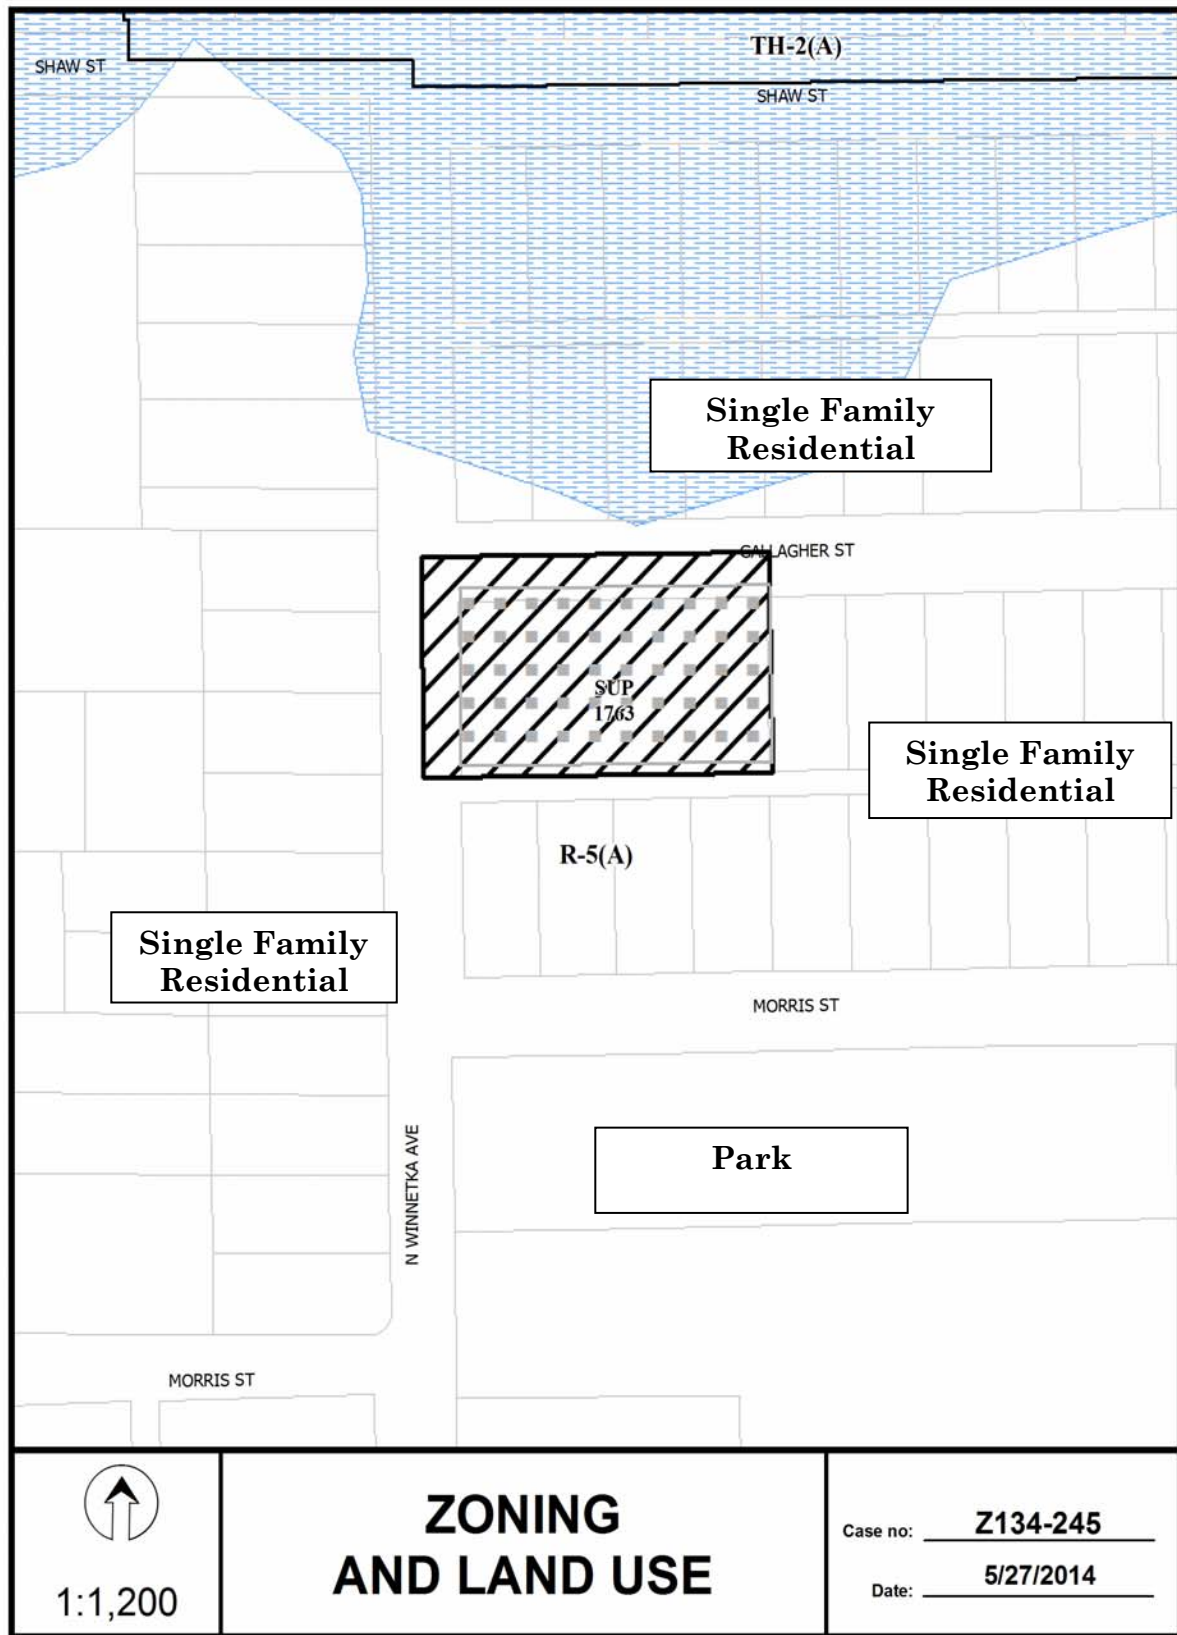 TH-2(A)
SHAW ST
SHAW ST
Single Family
Residential
GALLAGHER ST
SUP
1763
Single Family
Residential
R-5(A)
Single Family
Residential
MORRIS ST
Park
N WINNETKA AVE
MORRIS ST
1:1,200
ZONING
AND LAND USE
Case no: Z134-245
Date: 5/27/2014